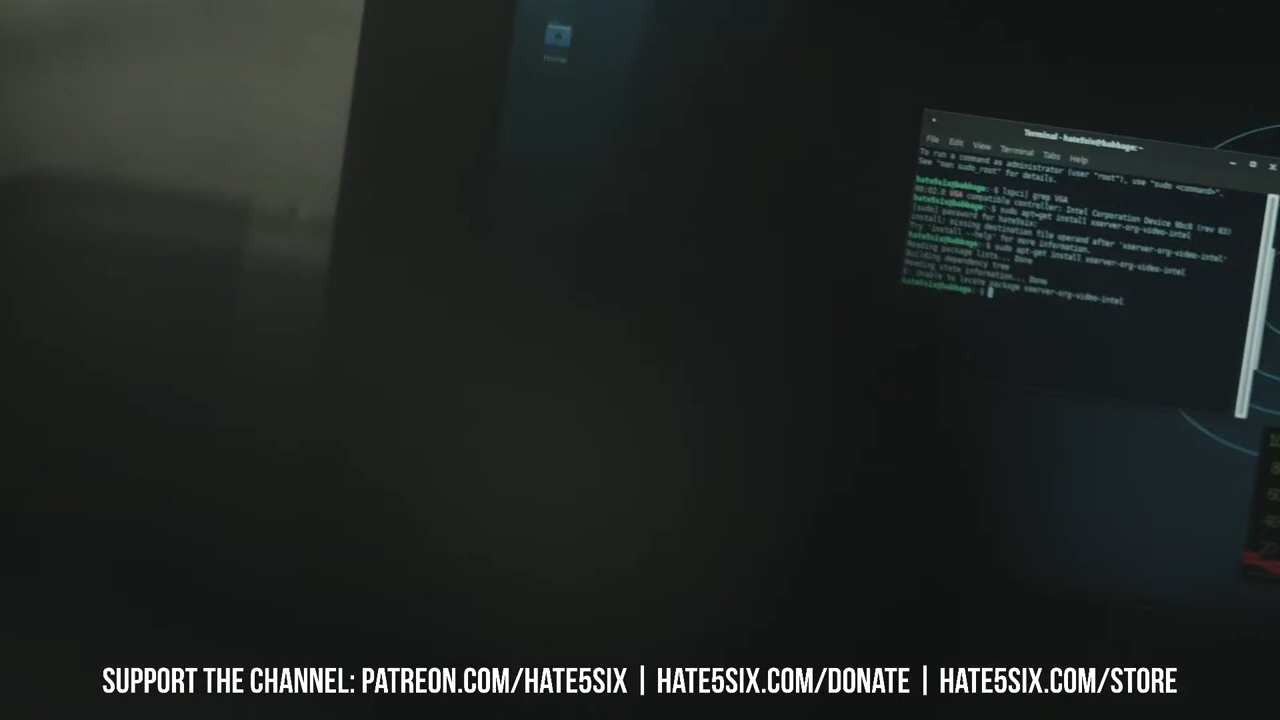 Home
Terminal - hate5six@babbage: ~
File Edit View Terminal Tabs Help
To run a command as administrator (user "root"), use "sudo <command>".
See "man sudo_root" for details.
hate5six@babbage:~$ lspci| grep VGA
00:02.0 VGA compatible controller: Intel Corporation Device 9bc8 (rev 03)
hate5six@babbage:~$ sudo apt=get install xserver-org-video-intel
[sudo] password for hate5six:
install: missing destination file operand after 'xserver-org-video-intel'
Try 'install --help' for more information.
hate5six@babbage:~$ sudo apt-get install xserver-org-video-intel
Reading package lists... Done
Building dependency tree
Reading state information... Done
E: Unable to locate package xserver-org-video-intel
hate5six@babbage:~$
SUPPORT THE CHANNEL: PATREON.COM/HATE5SIX | HATE5SIX.COM/DONATE | HATE5SIX.COM/STORE